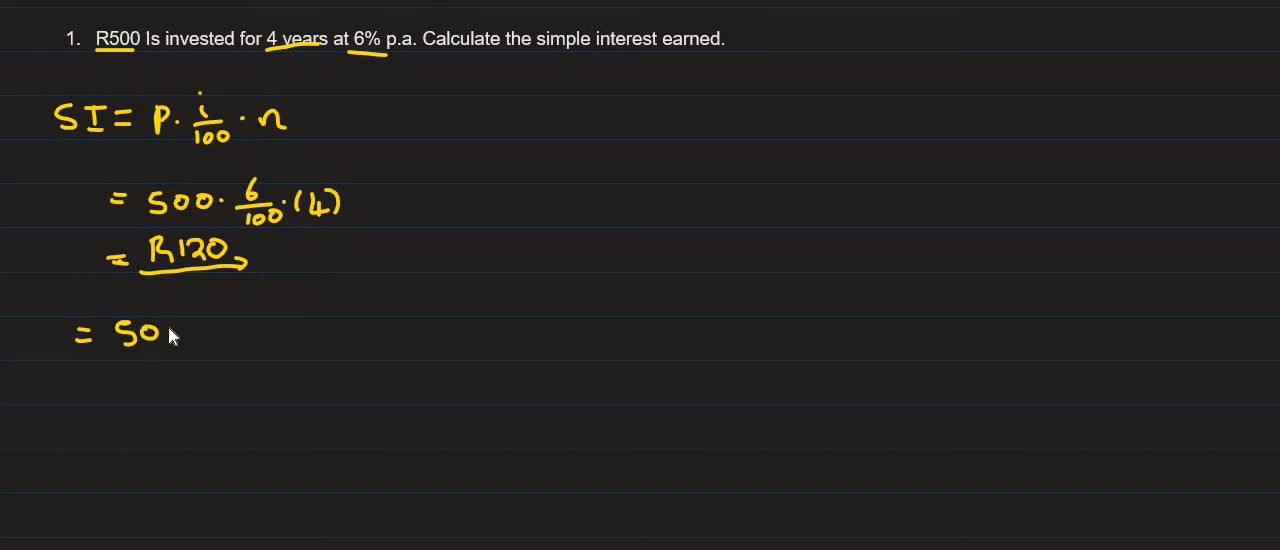 1. R500 Is invested for 4 years at 6% p.a. Calculate the simple interest earned.
SI = P · i/100 · n
= 500 · 6/100 · (4)
= R120
= 50